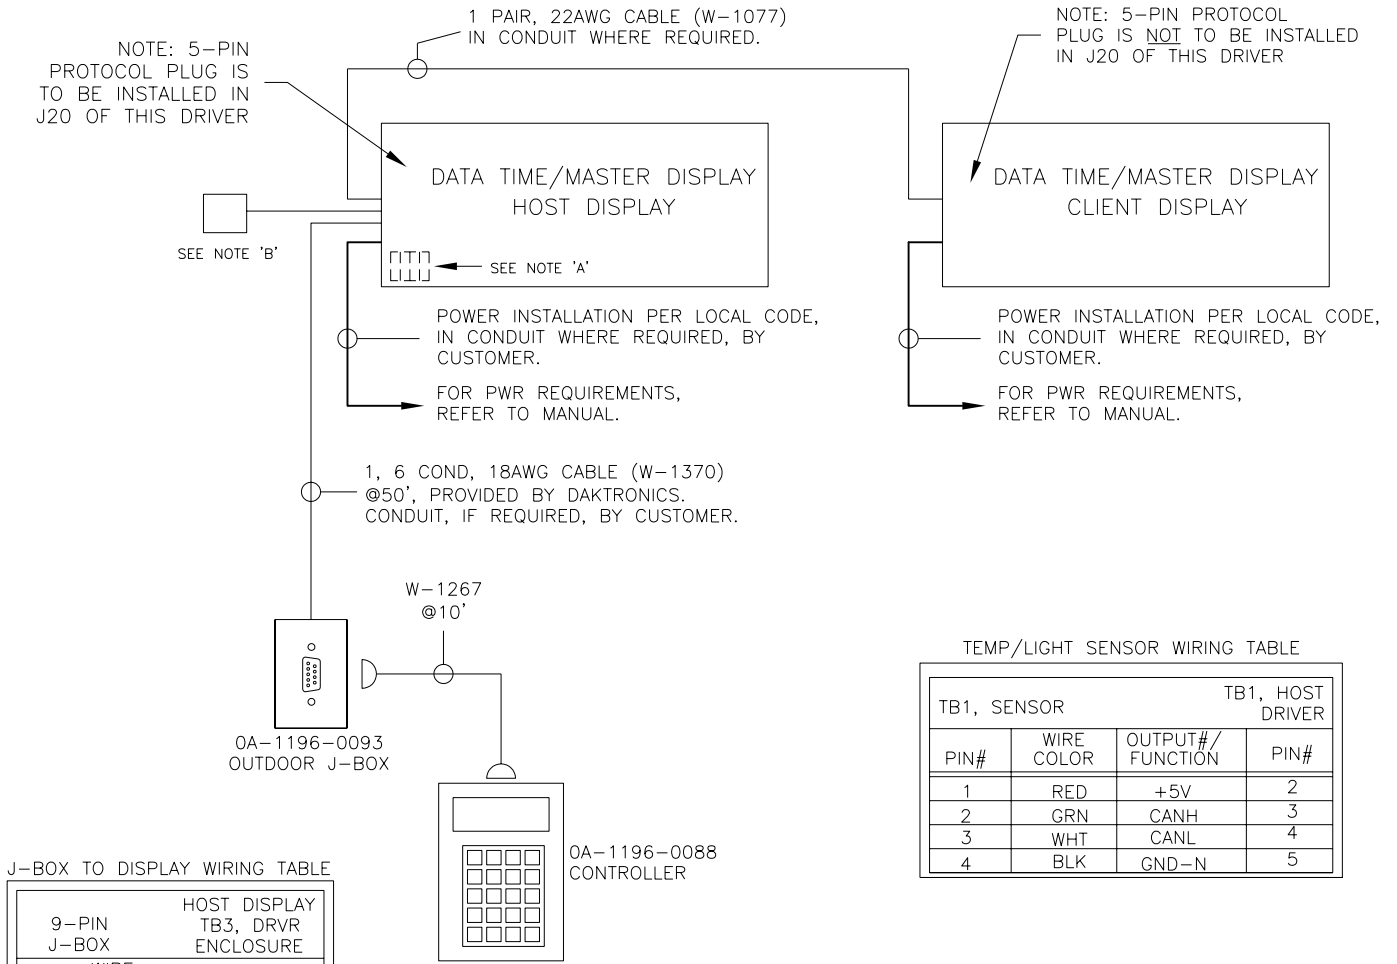 1 PAIR, 22AWG CABLE (W-1077)
IN CONDUIT WHERE REQUIRED.
NOTE: 5-PIN PROTOCOL
PLUG IS NOT TO BE INSTALLED
IN J20 OF THIS DRIVER
NOTE: 5-PIN
PROTOCOL PLUG IS
TO BE INSTALLED IN
J20 OF THIS DRIVER
DATA TIME/MASTER DISPLAY
HOST DISPLAY
DATA TIME/MASTER DISPLAY
CLIENT DISPLAY
SEE NOTE 'B'
SEE NOTE 'A'
POWER INSTALLATION PER LOCAL CODE,
IN CONDUIT WHERE REQUIRED, BY
CUSTOMER.
FOR PWR REQUIREMENTS,
REFER TO MANUAL.
POWER INSTALLATION PER LOCAL CODE,
IN CONDUIT WHERE REQUIRED, BY
CUSTOMER.
FOR PWR REQUIREMENTS,
REFER TO MANUAL.
1, 6 COND, 18AWG CABLE (W-1370)
@50', PROVIDED BY DAKTRONICS.
CONDUIT, IF REQUIRED, BY CUSTOMER.
W-1267
@10'
0A-1196-0093
OUTDOOR J-BOX
0A-1196-0088
CONTROLLER
TEMP/LIGHT SENSOR WIRING TABLE
TB1, SENSOR TB1, HOST
DRIVER
PIN# WIRE COLOR OUTPUT#/ FUNCTION PIN#
1 RED +5V 2
2 GRN CANH 3
3 WHT CANL 4
4 BLK GND-N 5
J-BOX TO DISPLAY WIRING TABLE
9-PIN
J-BOX
HOST DISPLAY
TB3, DRVR
ENCLOSURE
WIRE